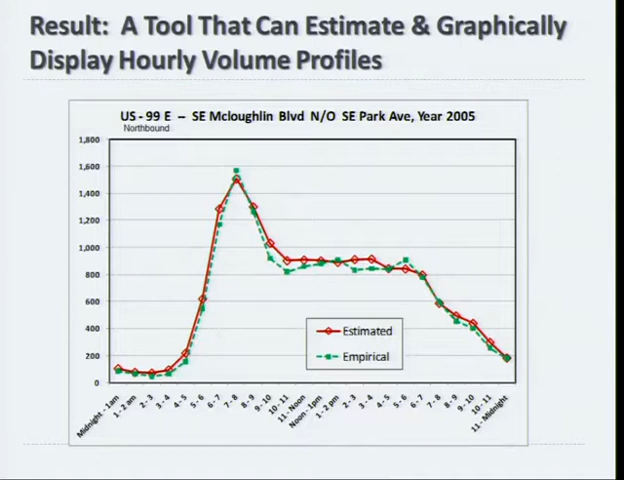 Result: A Tool That Can Estimate & Graphically
Display Hourly Volume Profiles
US - 99 E – SE Mcloughlin Blvd N/O SE Park Ave, Year 2005
Northbound
1,800
1,600
1,400
1,200
1,000
800
600
400
200
0
Estimated
Empirical
Midnight - 1am
1 - 2 am
2 - 3
3 - 4
4 - 5
5 - 6
6 - 7
7 - 8
8 - 9
9 - 10
10 - 11
11 - Noon
Noon - 1pm
1 - 2 pm
2 - 3
3 - 4
4 - 5
5 - 6
6 - 7
7 - 8
8 - 9
9 - 10
10 - 11
11 - Midnight